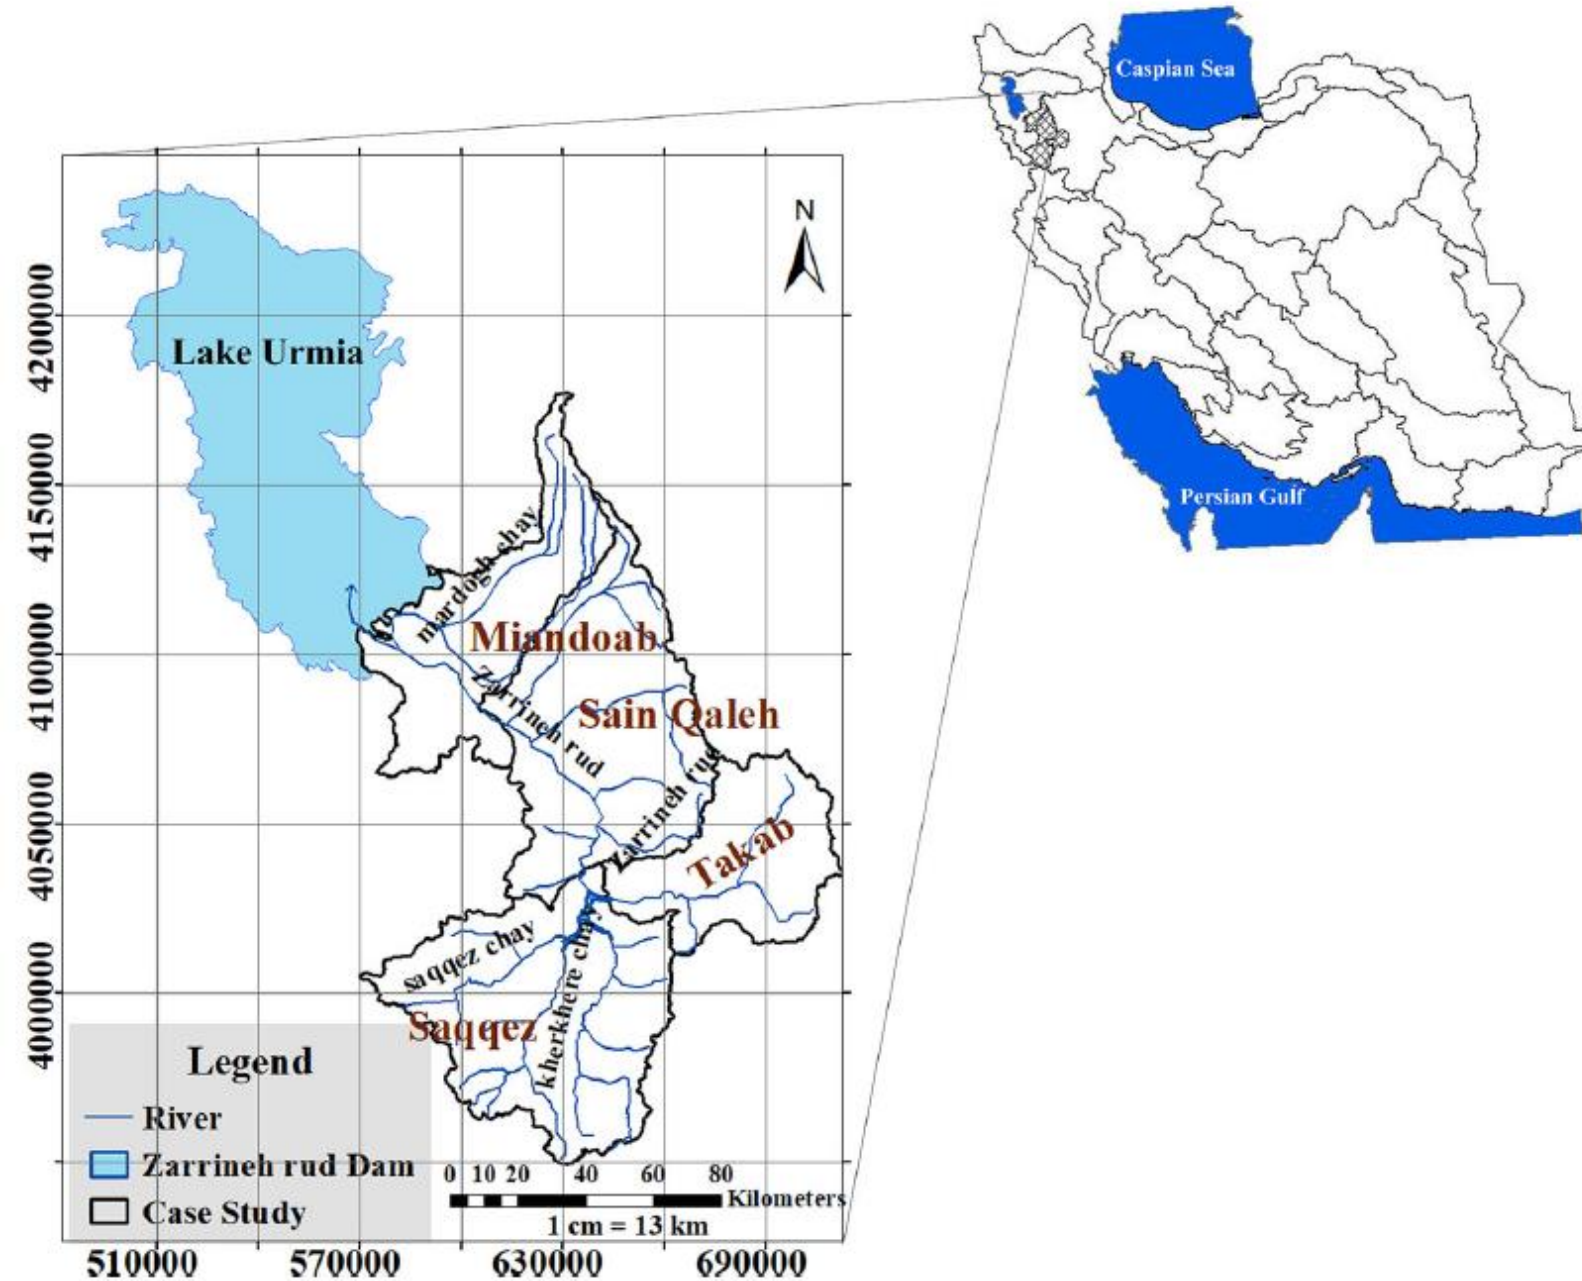 Caspian Sea
Persian Gulf
N
4200000
4150000
4100000
4050000
4000000
Lake Urmia
mardogh chay
Miandoab
Zarrineh rud
Sain Qaleh
Zarrineh rud
Takab
saqqez chay
Saqqez
kherkhere chay
Legend
River
Zarrineh rud Dam
Case Study
0 10 20 40 60 80
Kilometers
1 cm = 13 km
510000 570000 630000 690000